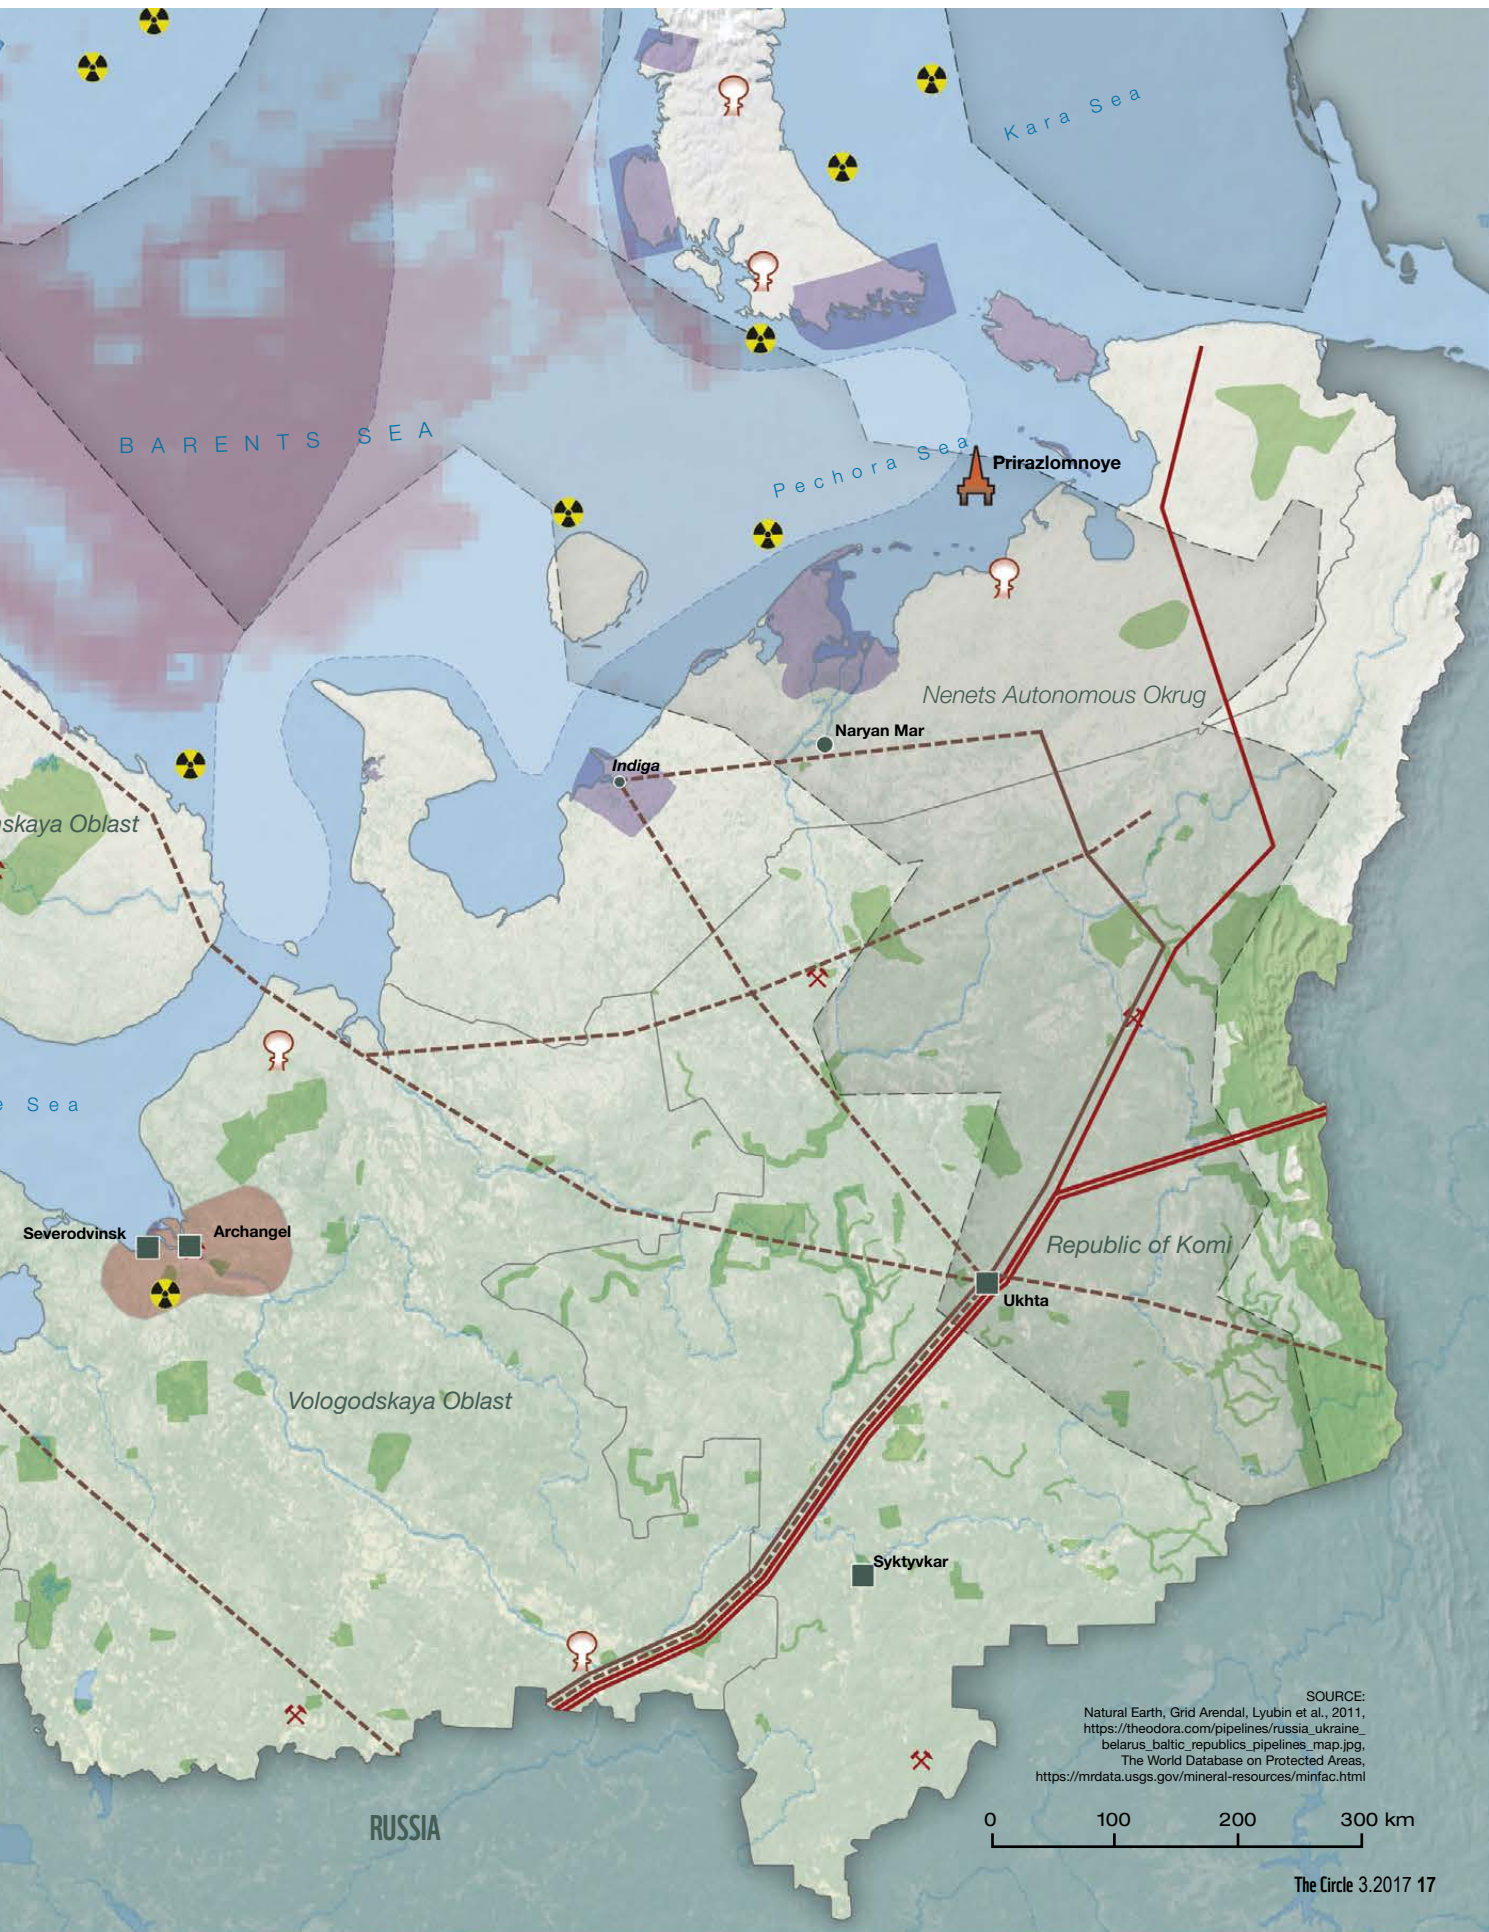 Kara Sea
BARENTS SEA
Pechora Sea
Prirazlomnoye
Nenets Autonomous Okrug
Naryan Mar
Indiga
skaya Oblast
Sea
Severodvinsk
Archangel
Republic of Komi
Ukhta
Vologodskaya Oblast
Syktyvkar
SOURCE:
Natural Earth, Grid Arendal, Lyubin et al., 2011,
https://theodora.com/pipelines/russia_ukraine_
belarus_baltic_republics_pipelines_map.jpg,
The World Database on Protected Areas,
https://mrdata.usgs.gov/mineral-resources/minfac.html
RUSSIA
0 100 200 300 km
The Circle 3.2017 17